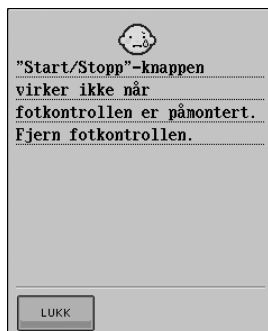 ”Start/Stopp”-knappen
virker ikke når
fotkontrollen er påmontert.
Fjern fotkontrollen.
LUKK